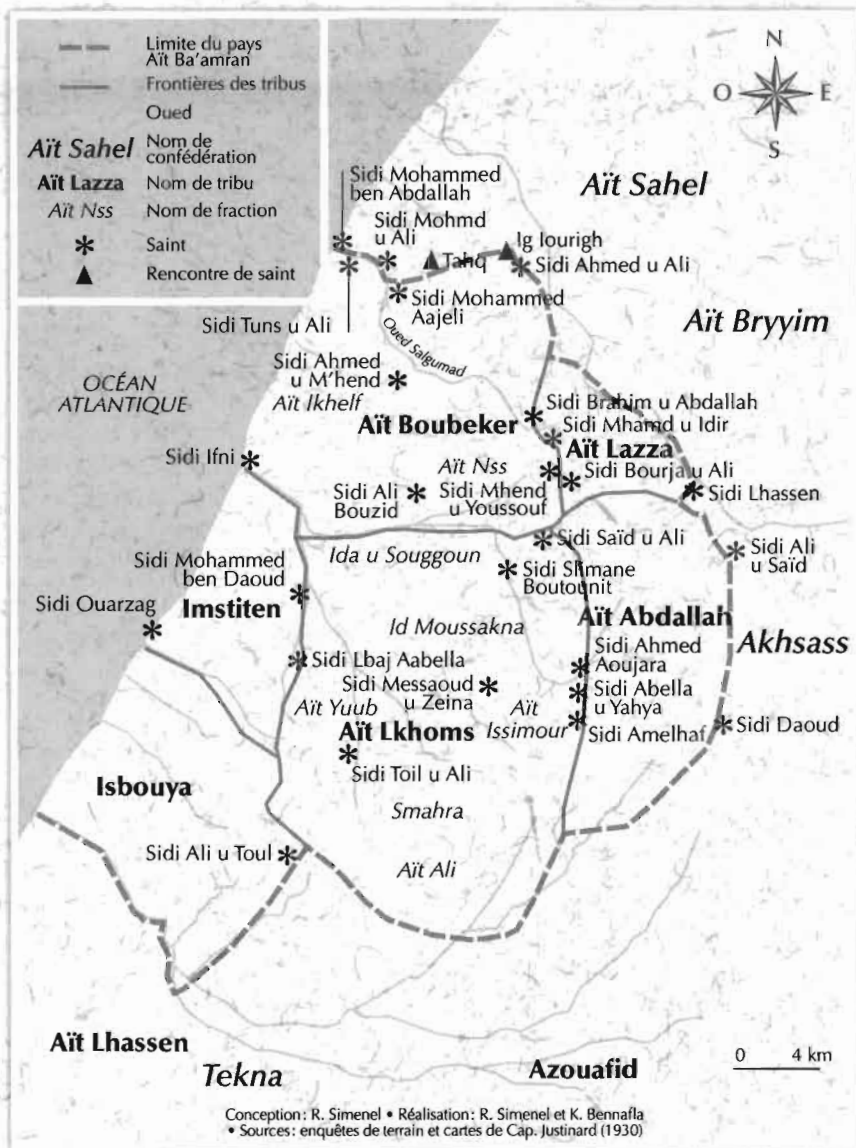 Limite du pays
Aït Ba'amran
Frontières des tribus
Oued
Aït Sahel
Nom de
confédération
Aït Lazza
Nom de tribu
Aït Nss
Nom de fraction
Saint
Rencontre de saint
N
O
E
S
Sidi Mohammed
ben Abdallah
Aït Sahel
Sidi Mohmd
u Ali
Ig Iourigh
Tahq
Sidi Ahmed u Ali
Sidi Mohammed
Aajeli
Sidi Tuns u Ali
Aït Bryyim
Oued Salgumad
Sidi Ahmed
u M'hend
OCÉAN
ATLANTIQUE
Aït Ikhelf
Sidi Brahim u Abdallah
Aït Boubeker
Sidi Mhamd u Idir
Aït Lazza
Sidi Ifni
Aït Nss
Sidi Bourja u Ali
Sidi Ali
Bouzid
Sidi Mhend
u Youssouf
Sidi Lhassen
Sidi Saïd u Ali
Sidi Ali
u Saïd
Ida u Souggoun
Sidi Mohammed
ben Daoud
Sidi Slimane
Boutounit
Sidi Ouarzag
Imstiten
Aït Abdallah
Id Moussakna
Akhsass
Sidi Ahmed
Aoujara
Sidi Lbaj Aabella
Sidi Messaoud
u Zeina
Sidi Abella
u Yahya
Aït Yuub
Aït
Issimour
Sidi Amelhaf
Sidi Daoud
Aït Lkhoms
Sidi Toil u Ali
Isbouya
Smahra
Sidi Ali u Toul
Aït Ali
Aït Lhassen
Tekna
Azouafid
0 4 km
Conception : R. Simenel • Réalisation : R. Simenel et K. Bennafla
• Sources : enquêtes de terrain et cartes de Cap. Justinard (1930)